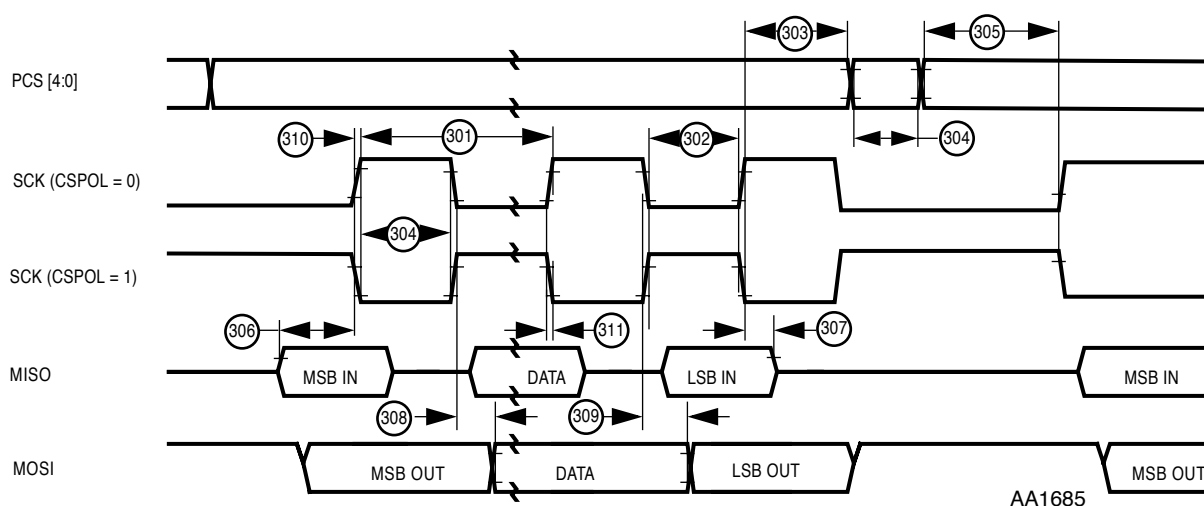 303
305
PCS [4:0]
310
301
302
304
SCK (CSPOL = 0)
304
SCK (CSPOL = 1)
306
311
307
MISO
MSB IN
DATA
LSB IN
MSB IN
308
309
MOSI
MSB OUT
DATA
LSB OUT
MSB OUT
AA1685